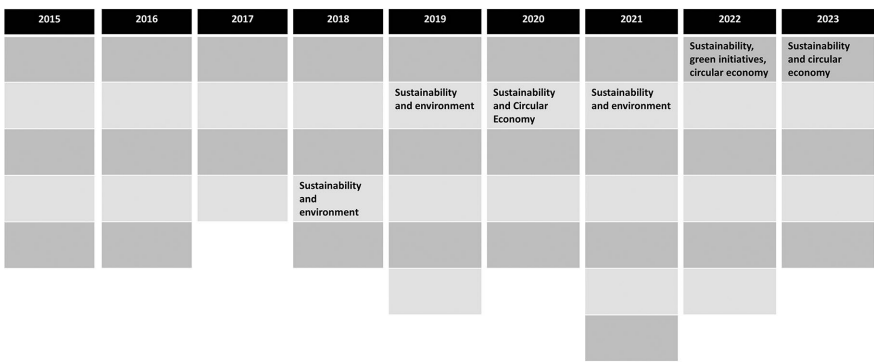 2015 2016 2017 2018 2019 2020 2021 2022 2023
Sustainability,
green initiatives,
circular economy
Sustainability
and circular
economy
Sustainability
and environment
Sustainability
and Circular
Economy
Sustainability
and environment
Sustainability
and
environment